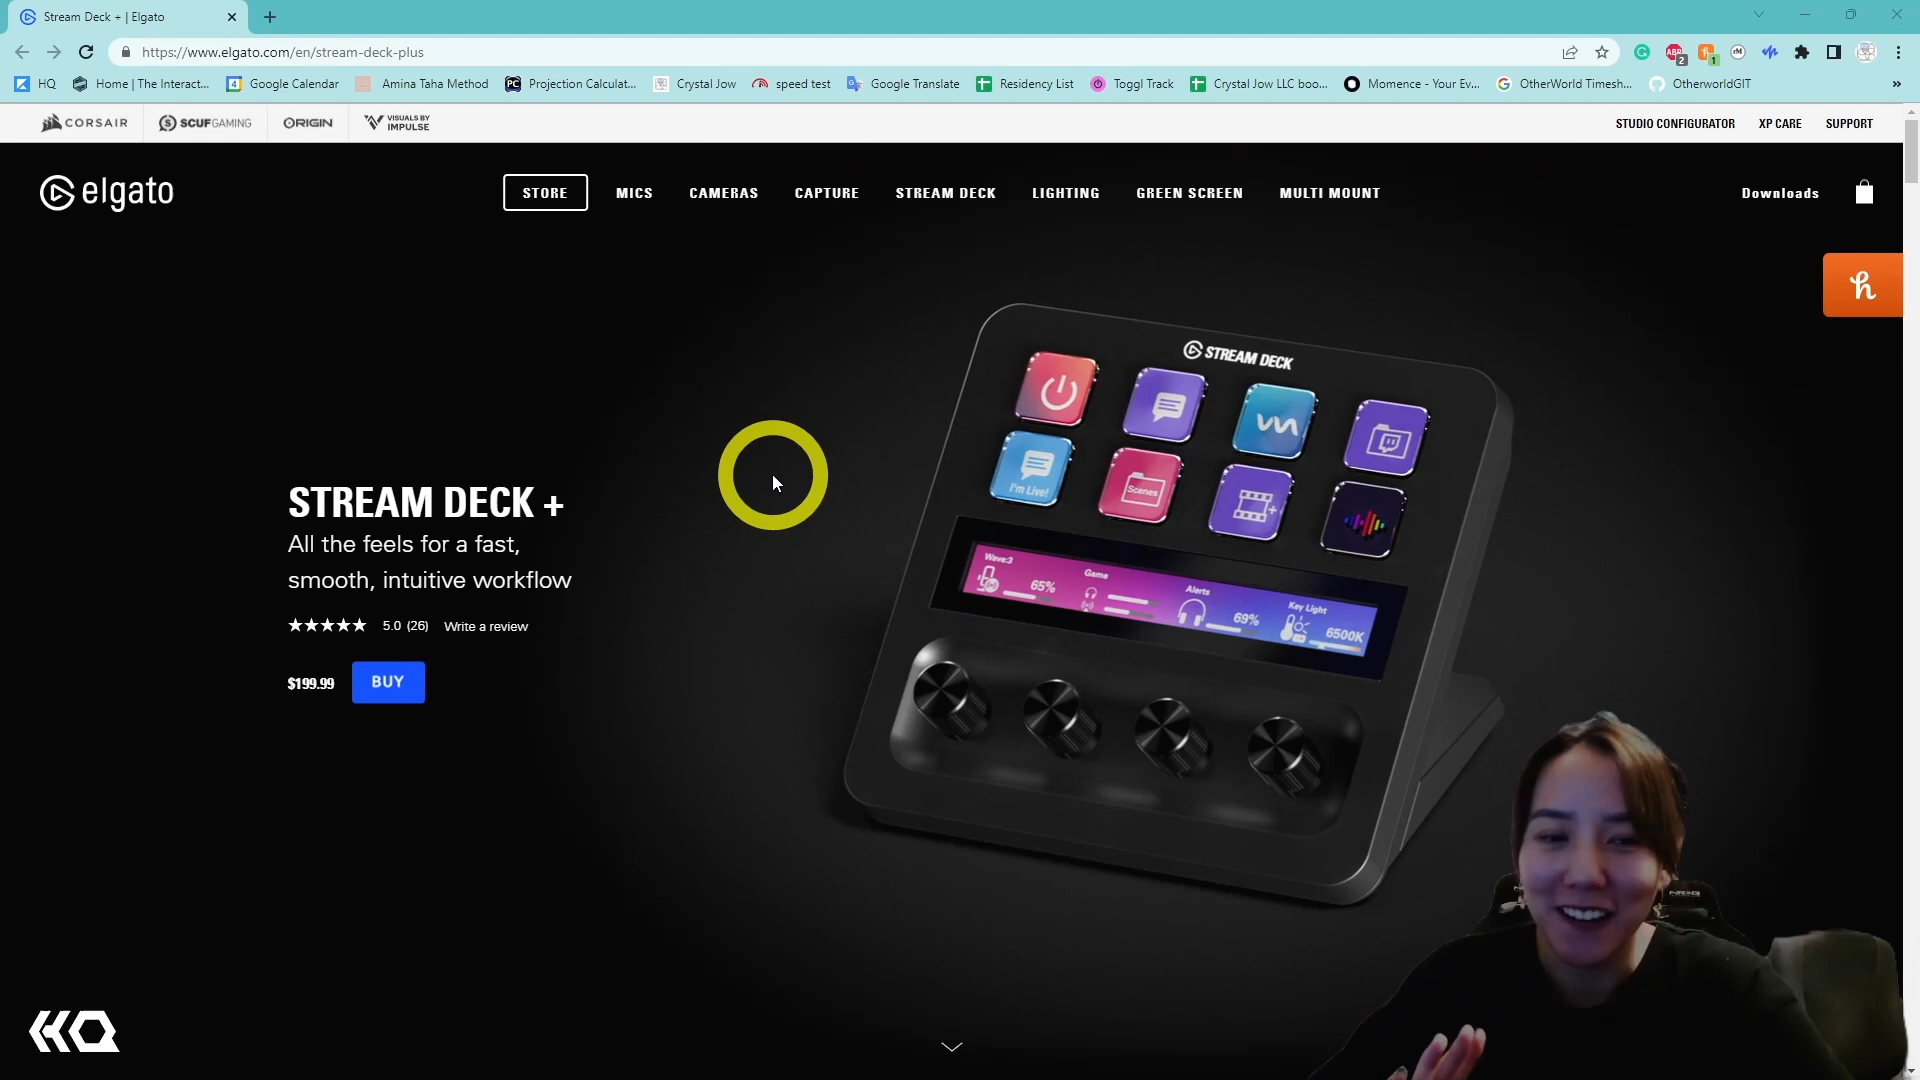 Stream Deck + | Elgato
https://www.elgato.com/en/stream-deck-plus
HQ
Home | The Interact...
Google Calendar
Amina Taha Method
Projection Calculat...
Crystal Jow
speed test
Google Translate
Residency List
Toggl Track
Crystal Jow LLC boo...
Momence - Your Ev...
OtherWorld Timesh...
OtherworldGIT
CORSAIR
SCUF GAMING
ORIGIN
VISUALS BY
IMPULSE
STUDIO CONFIGURATOR
XP CARE
SUPPORT
elgato
STORE
MICS
CAMERAS
CAPTURE
STREAM DECK
LIGHTING
GREEN SCREEN
MULTI MOUNT
Downloads
STREAM DECK
I'm Live!
Scenes
Wave:3
65%
Game
Alerts
69%
Key Light
6500K
STREAM DECK +
All the feels for a fast,
smooth, intuitive workflow
5.0 (26) Write a review
$199.99
BUY
HQ